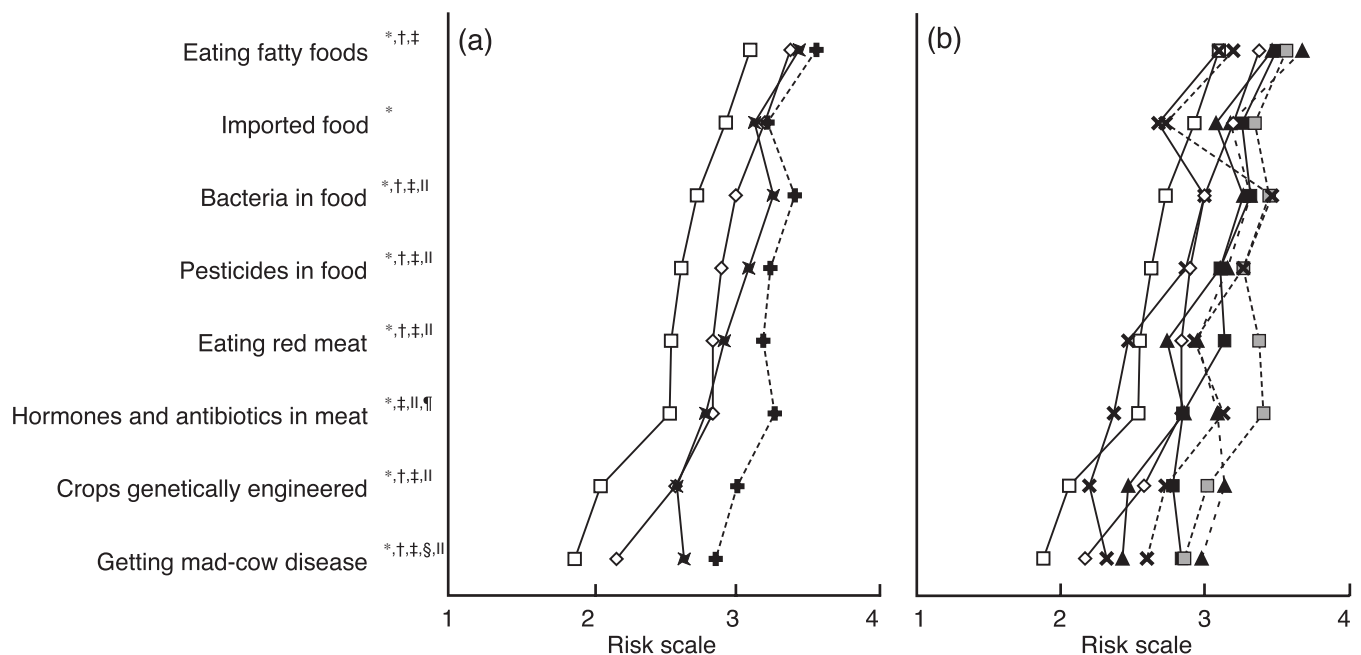 (a)
(b)
Eating fatty foods *,†,‡
Imported food *
Bacteria in food *,†,‡,||
Pesticides in food *,†,‡,||
Eating red meat *,†,‡,||
Hormones and antibiotics in meat *,‡,||,¶
Crops genetically engineered *,†,‡,||
Getting mad-cow disease *,†,‡,§,||
1 2 3 4
1 2 3 4
Risk scale
Risk scale